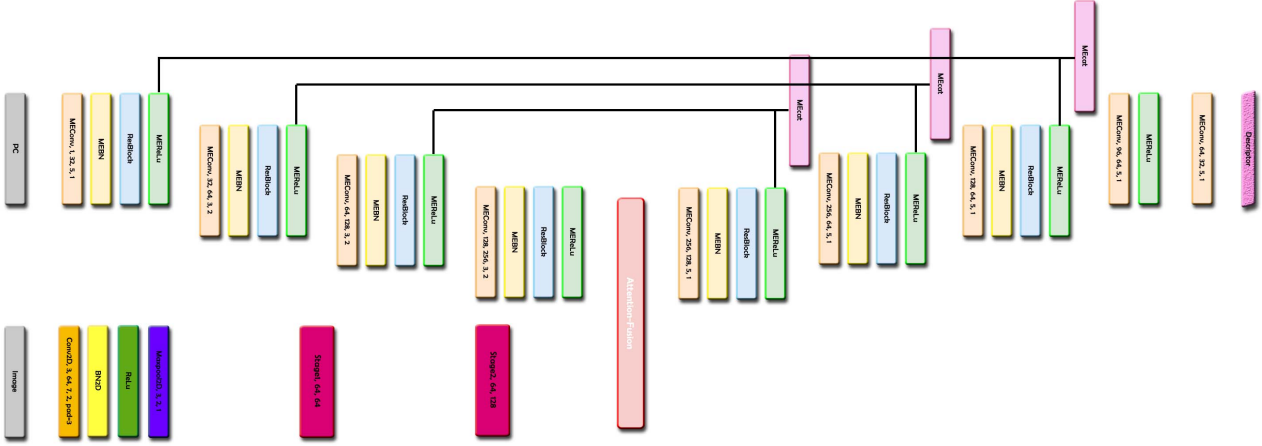 PC
MEConv, 1, 32, 5, 1
MEBN
ResBlock
MEReLu
MEConv, 32, 64, 3, 2
MEBN
ResBlock
MEReLu
MEConv, 64, 128, 3, 2
MEBN
ResBlock
MEReLu
MEConv, 128, 256, 3, 2
MEBN
ResBlock
MEReLu
Attention-Fusion
MEConv, 256, 128, 5, 1
MEBN
ResBlock
MEReLu
MEcat
MEConv, 256, 64, 5, 1
MEBN
ResBlock
MEReLu
MEcat
MEConv, 128, 64, 5, 1
MEBN
ResBlock
MEReLu
MEcat
MEConv, 96, 64, 5, 1
MEReLu
MEConv, 64, 32, 5, 1
Descriptor
Image
Conv2D, 3, 64, 7, 2, pad=3
BN2D
ReLu
Maxpool2D, 3, 2, 1
Stage1, 64, 64
Stage2, 64, 128